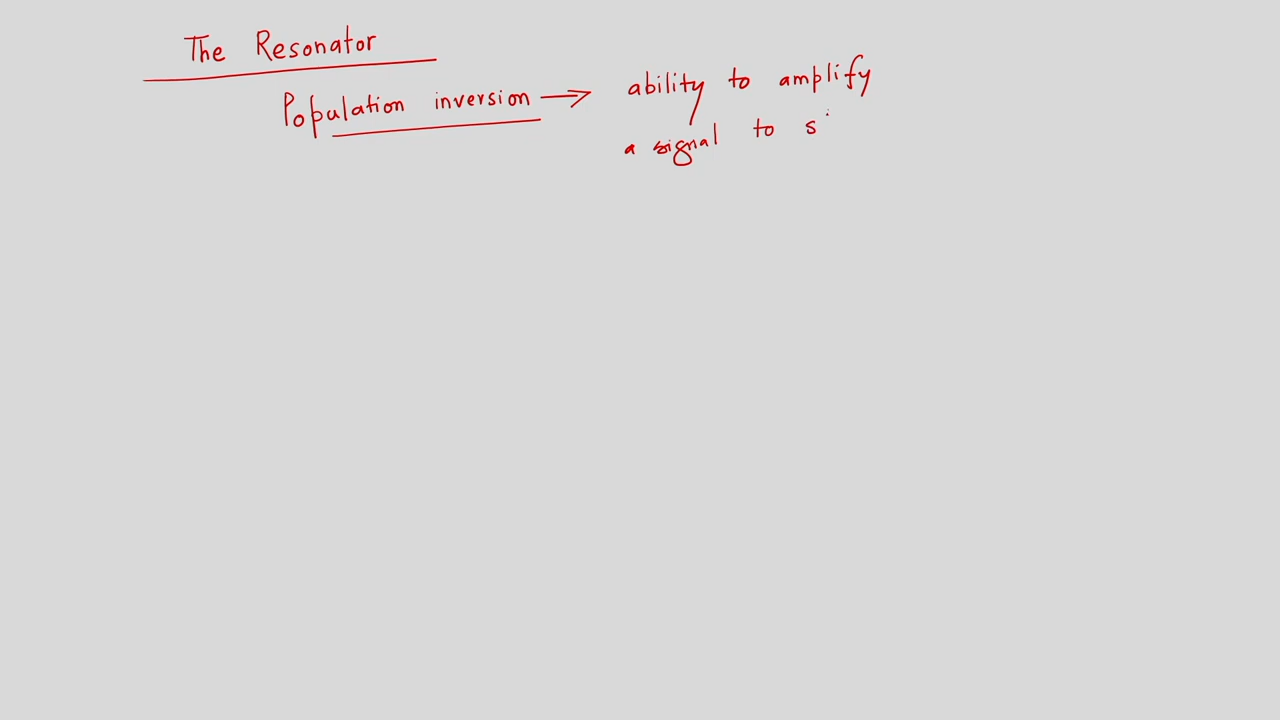 The Resonator
Population inversion → ability to amplify
a signal to s